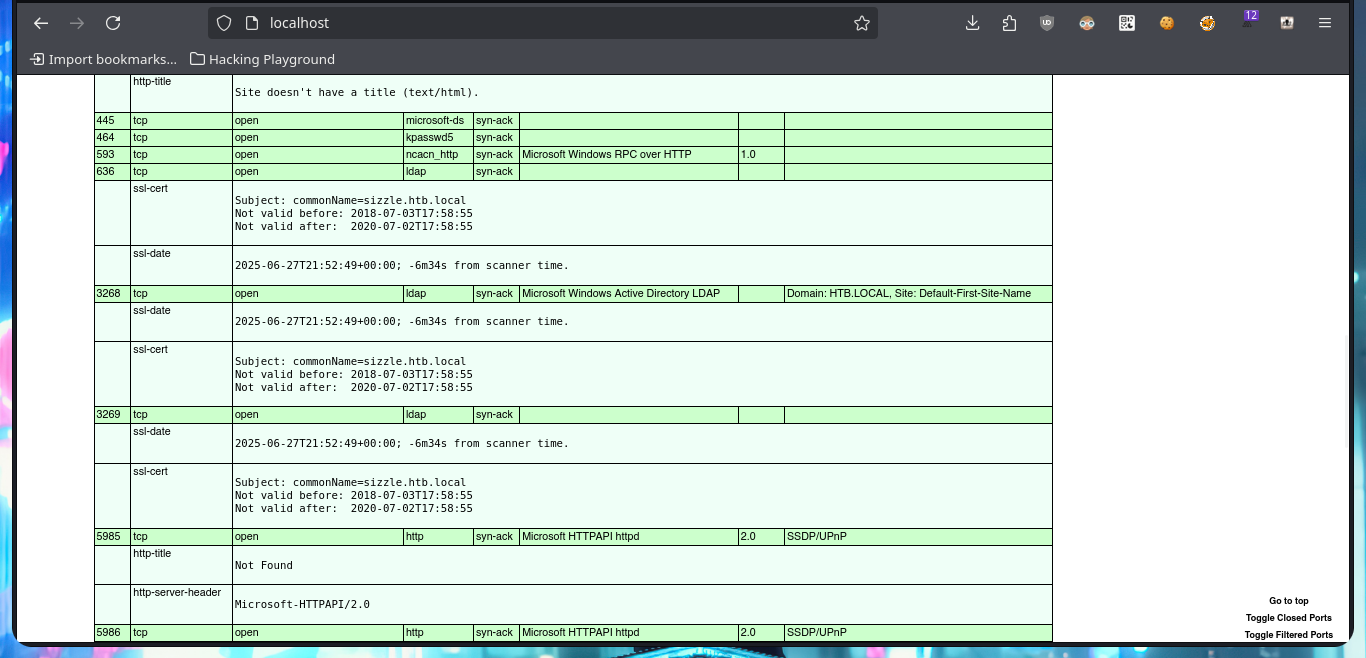 localhost
12
Import bookmarks... Hacking Playground
http-title
Site doesn't have a title (text/html).
445 tcp open microsoft-ds syn-ack
464 tcp open kpasswd5 syn-ack
593 tcp open ncacn_http syn-ack Microsoft Windows RPC over HTTP 1.0
636 tcp open ldap syn-ack
ssl-cert
Subject: commonName=sizzle.htb.local
Not valid before: 2018-07-03T17:58:55
Not valid after:  2020-07-02T17:58:55
ssl-date
2025-06-27T21:52:49+00:00; -6m34s from scanner time.
3268 tcp open ldap syn-ack Microsoft Windows Active Directory LDAP Domain: HTB.LOCAL, Site: Default-First-Site-Name
ssl-date
2025-06-27T21:52:49+00:00; -6m34s from scanner time.
ssl-cert
Subject: commonName=sizzle.htb.local
Not valid before: 2018-07-03T17:58:55
Not valid after:  2020-07-02T17:58:55
3269 tcp open ldap syn-ack
ssl-date
2025-06-27T21:52:49+00:00; -6m34s from scanner time.
ssl-cert
Subject: commonName=sizzle.htb.local
Not valid before: 2018-07-03T17:58:55
Not valid after:  2020-07-02T17:58:55
5985 tcp open http syn-ack Microsoft HTTPAPI httpd 2.0 SSDP/UPnP
http-title
Not Found
http-server-header
Microsoft-HTTPAPI/2.0
5986 tcp open http syn-ack Microsoft HTTPAPI httpd 2.0 SSDP/UPnP
Go to top
Toggle Closed Ports
Toggle Filtered Ports